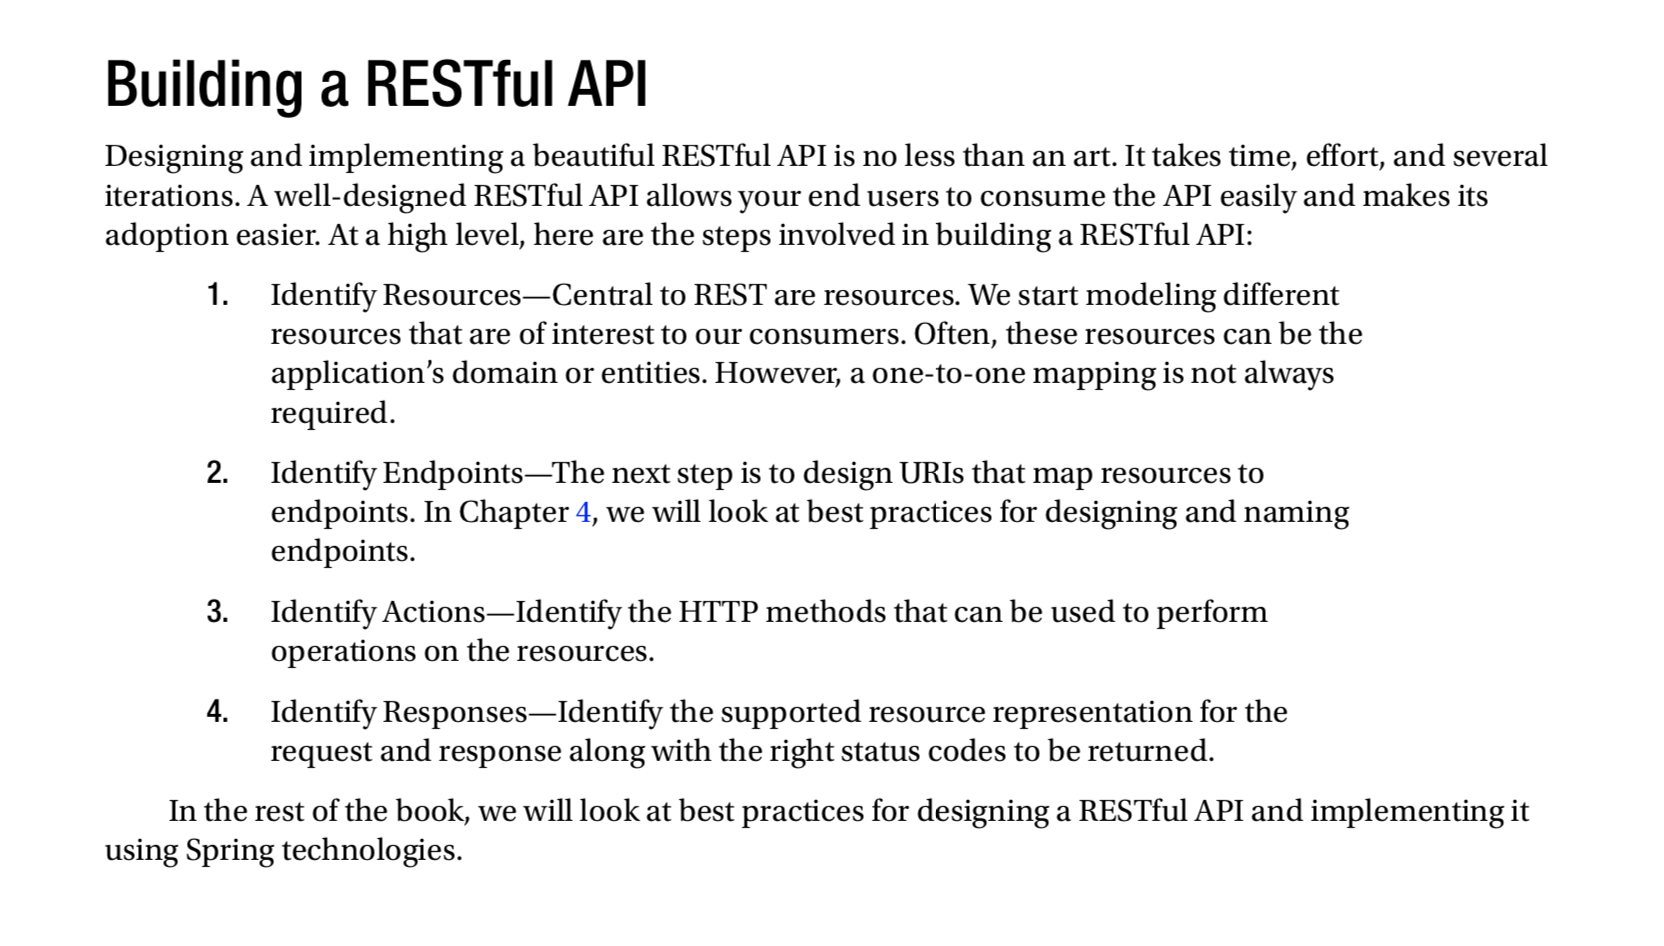 Building a RESTful API
Designing and implementing a beautiful RESTful API is no less than an art. It takes time, effort, and several
iterations. A well-designed RESTful API allows your end users to consume the API easily and makes its
adoption easier. At a high level, here are the steps involved in building a RESTful API:
1. Identify Resources—Central to REST are resources. We start modeling different
resources that are of interest to our consumers. Often, these resources can be the
application’s domain or entities. However, a one-to-one mapping is not always
required.
2. Identify Endpoints—The next step is to design URIs that map resources to
endpoints. In Chapter 4, we will look at best practices for designing and naming
endpoints.
3. Identify Actions—Identify the HTTP methods that can be used to perform
operations on the resources.
4. Identify Responses—Identify the supported resource representation for the
request and response along with the right status codes to be returned.
In the rest of the book, we will look at best practices for designing a RESTful API and implementing it
using Spring technologies.